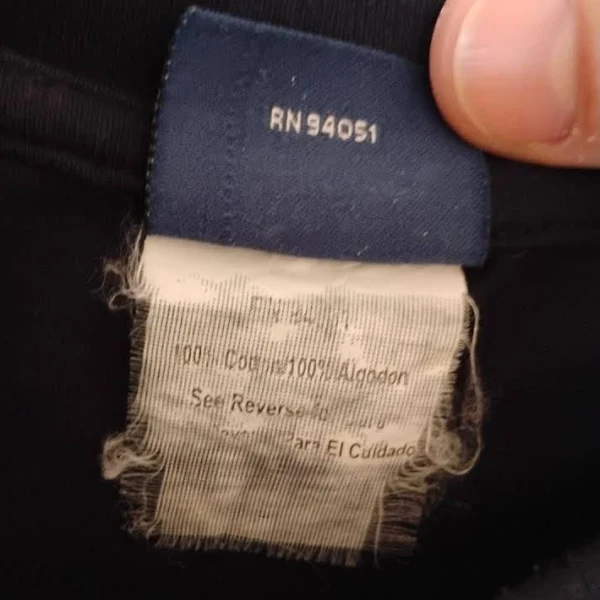 RN 94051
100% Cotton/100% Algodon
See Reverse
Para El Cuidado